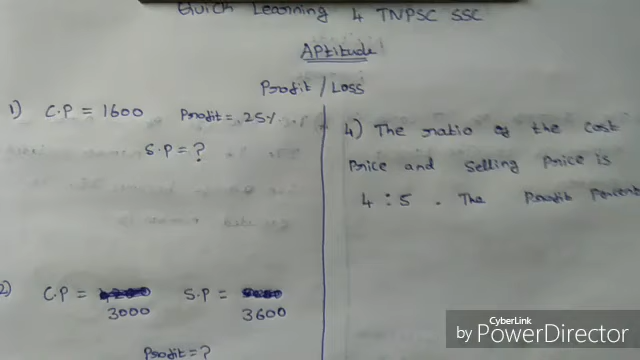 Quick Learning 4 TNPSC SSC
Aptitude
Profit / Loss
1) C.P = 1600 Profit = 25%
S.P = ?
2) C.P = 3000 S.P = 3600
Profit = ?
4) The ratio of the cost
price and selling price is
4 : 5 . The Profit Percent
CyberLink
by PowerDirector